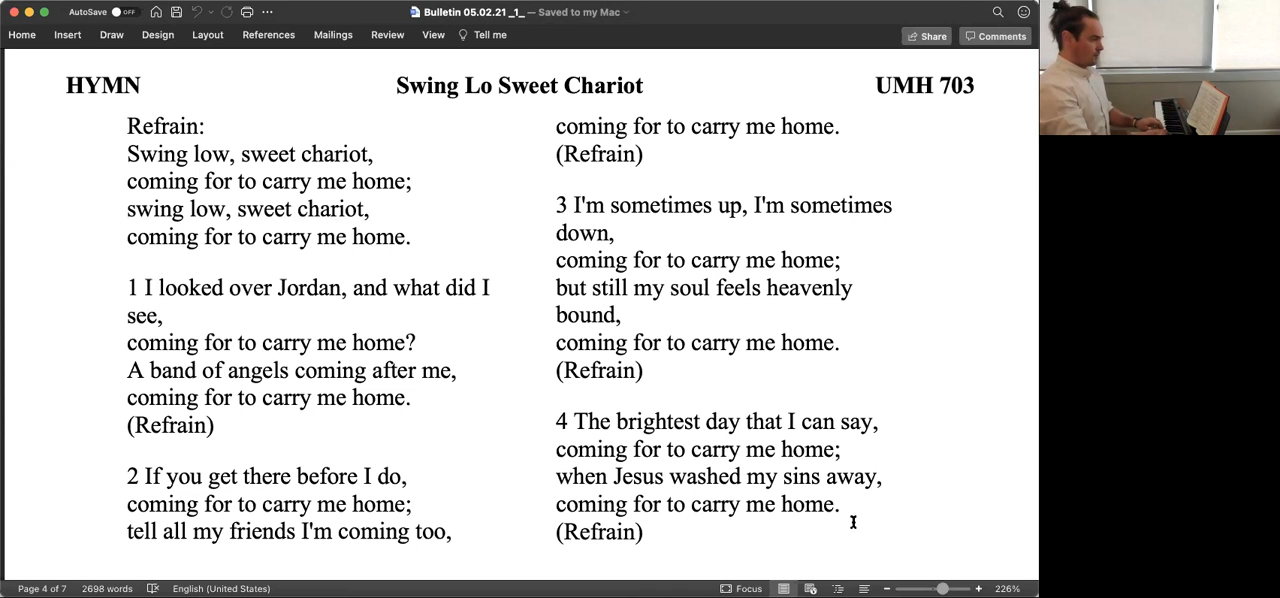 AutoSave OFF
Bulletin 05.02.21 _1_ — Saved to my Mac
Home Insert Draw Design Layout References Mailings Review View Tell me
Share Comments
HYMN Swing Lo Sweet Chariot UMH 703
Refrain:
Swing low, sweet chariot,
coming for to carry me home;
swing low, sweet chariot,
coming for to carry me home.
1 I looked over Jordan, and what did I
see,
coming for to carry me home?
A band of angels coming after me,
coming for to carry me home.
(Refrain)
2 If you get there before I do,
coming for to carry me home;
tell all my friends I'm coming too,
coming for to carry me home.
(Refrain)
3 I'm sometimes up, I'm sometimes
down,
coming for to carry me home;
but still my soul feels heavenly
bound,
coming for to carry me home.
(Refrain)
4 The brightest day that I can say,
coming for to carry me home;
when Jesus washed my sins away,
coming for to carry me home.
(Refrain)
Page 4 of 7 2698 words English (United States) Focus 226%